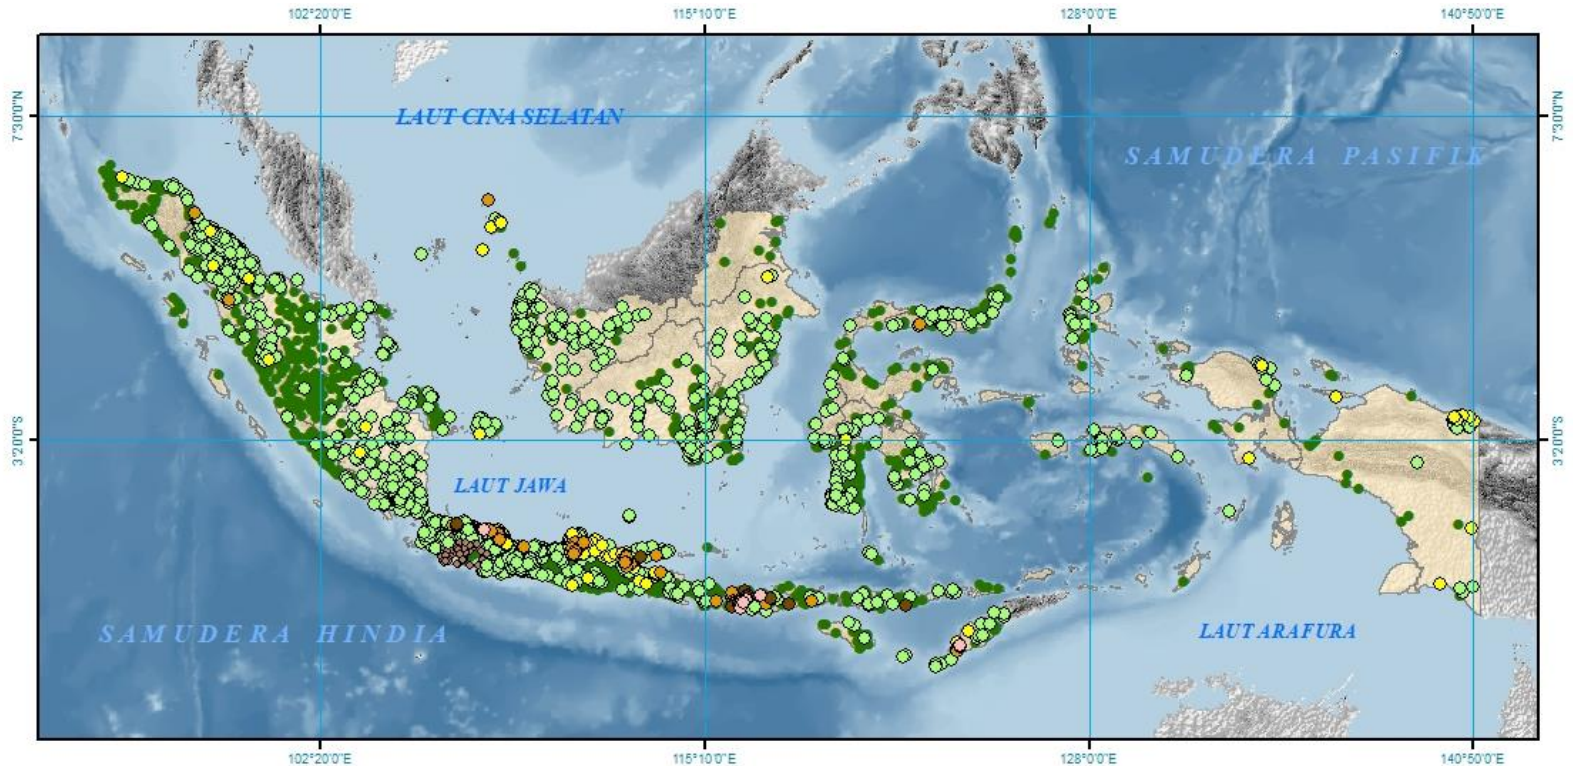 102°20'0"E 115°10'0"E 128°0'0"E 140°50'0"E
7°30'0"N 7°30'0"N
LAUT CINA SELATAN
SAMUDERA PASIFIK
3°20'0"S 3°20'0"S
LAUT JAWA
SAMUDERA HINDIA
LAUT ARAFURA
102°20'0"E 115°10'0"E 128°0'0"E 140°50'0"E